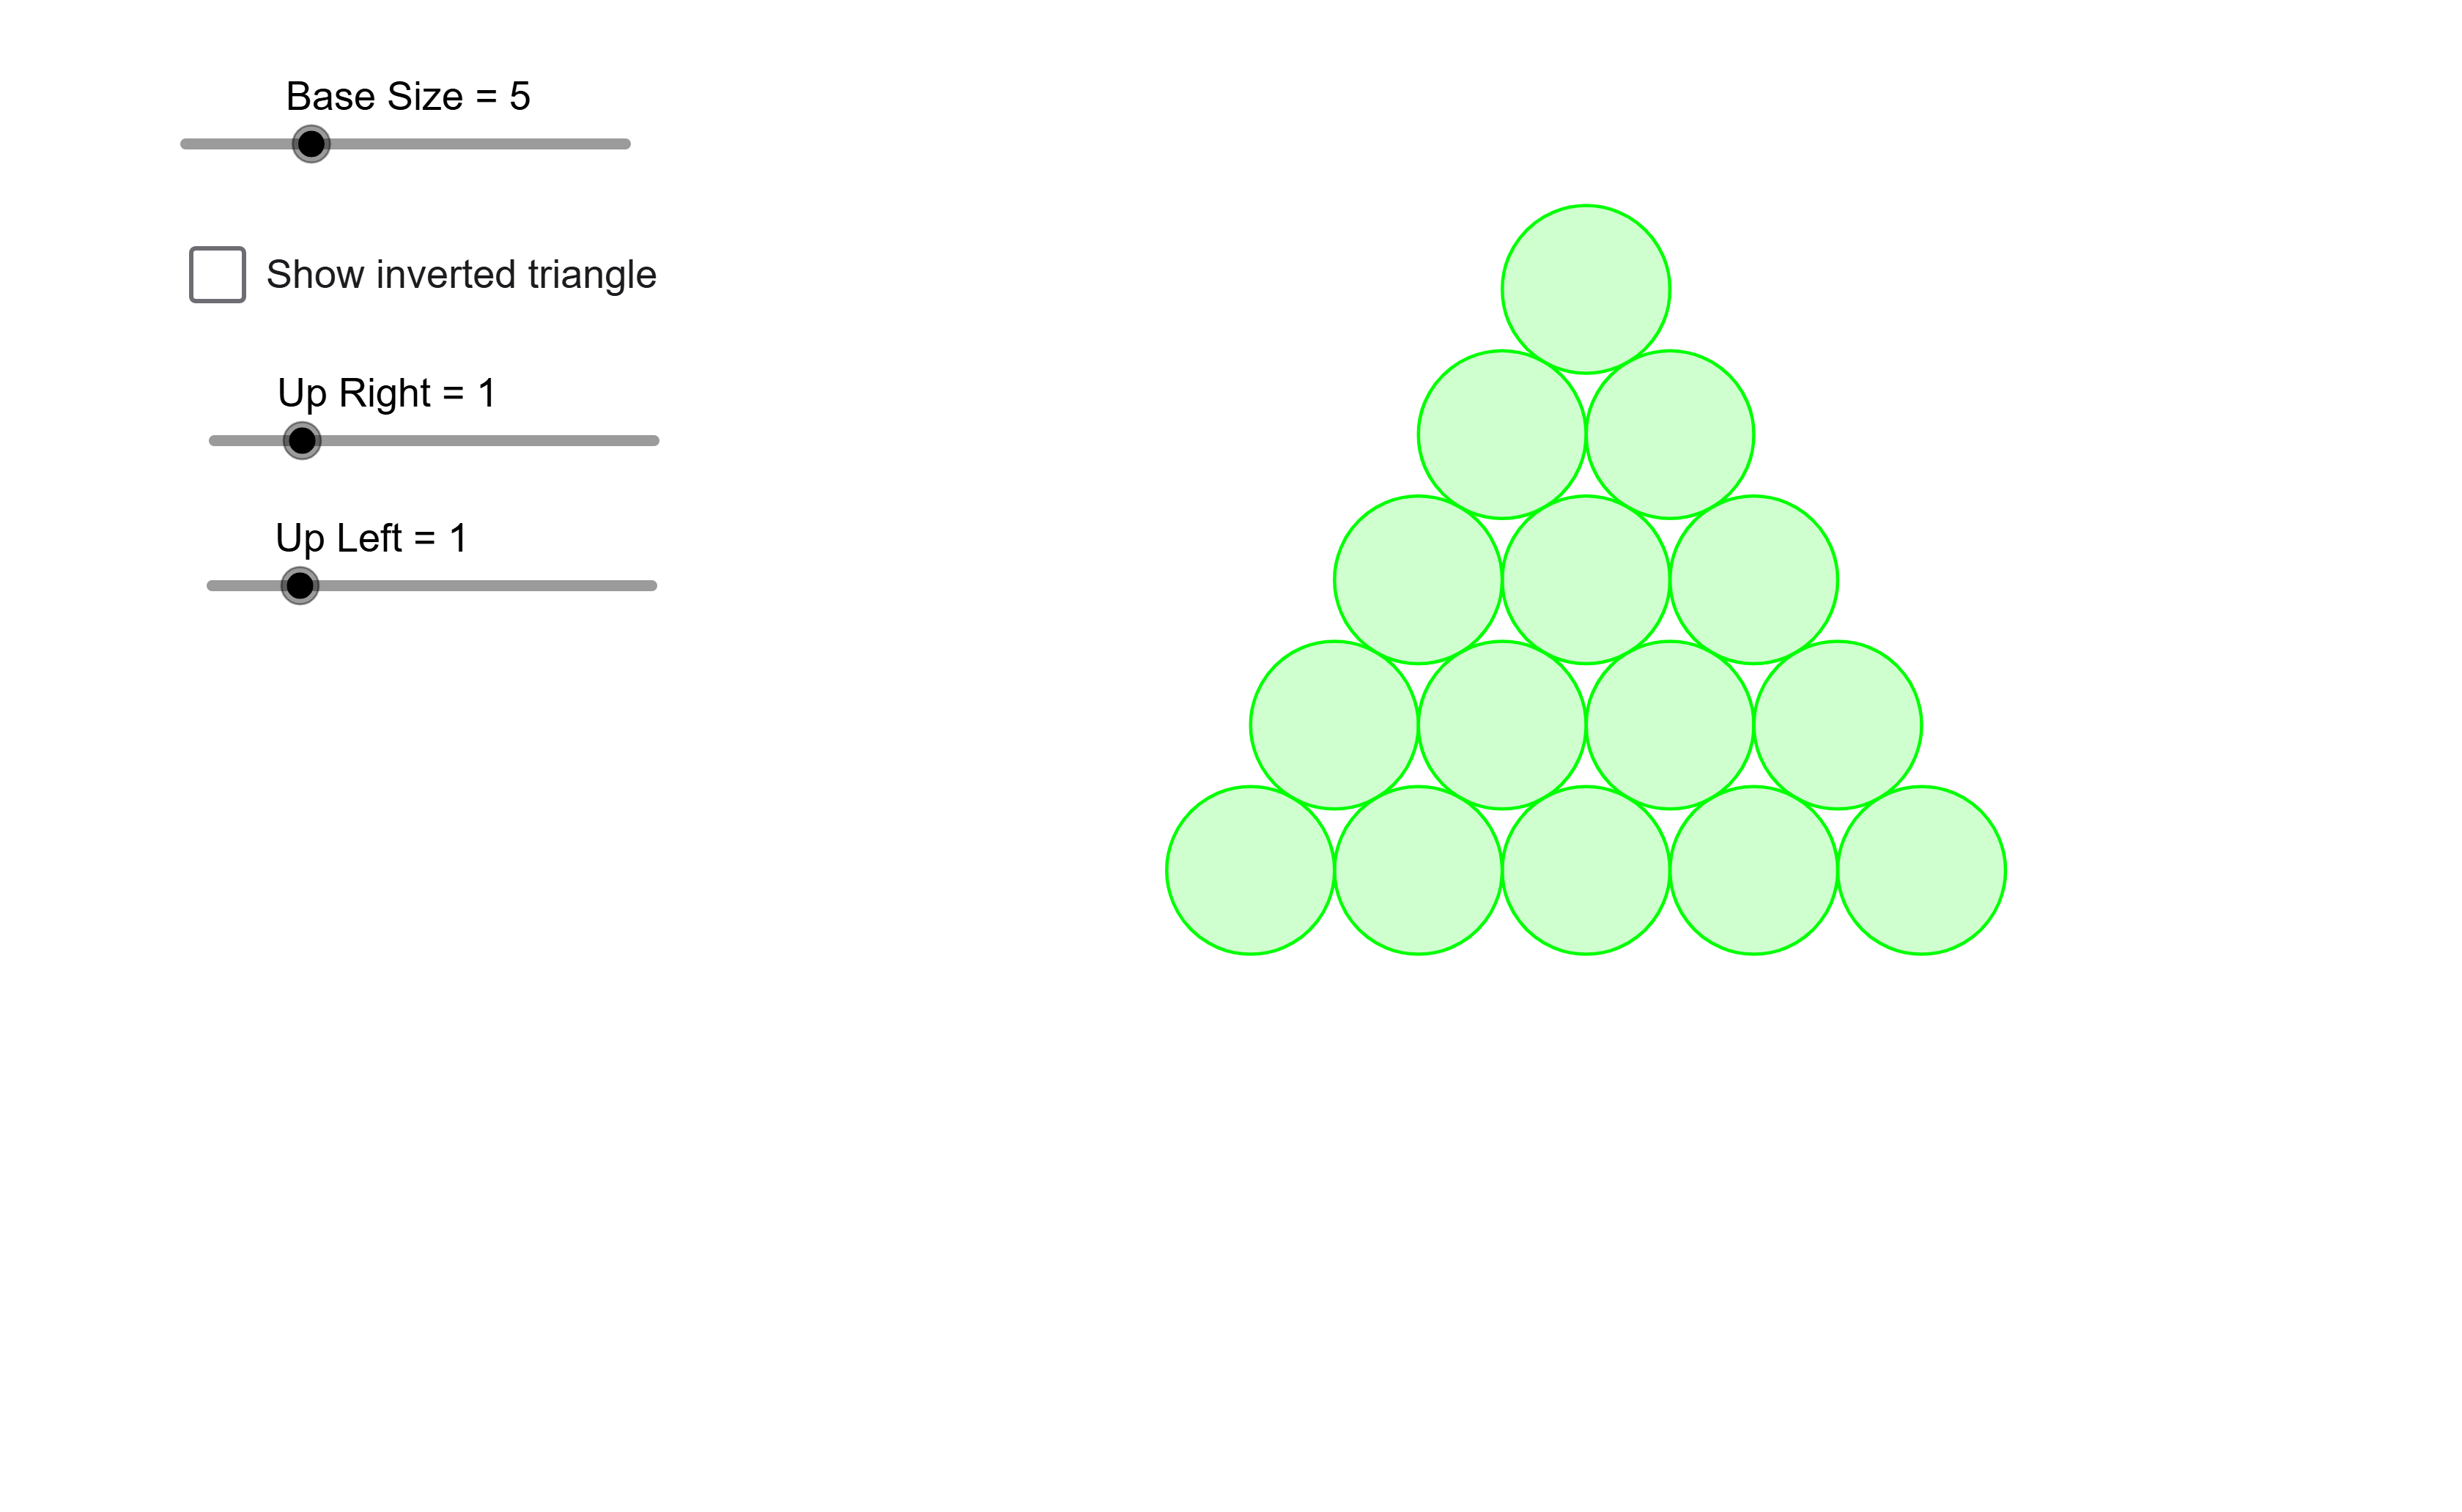 Base Size = 5
Show inverted triangle
Up Right = 1
Up Left = 1